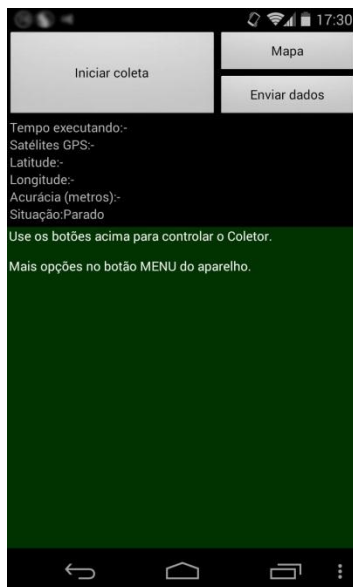 17:30
Iniciar coleta
Mapa
Enviar dados
Tempo executando:-
Satélites GPS:-
Latitude:-
Longitude:-
Acurácia (metros):-
Situação:Parado
Use os botões acima para controlar o Coletor.
Mais opções no botão MENU do aparelho.